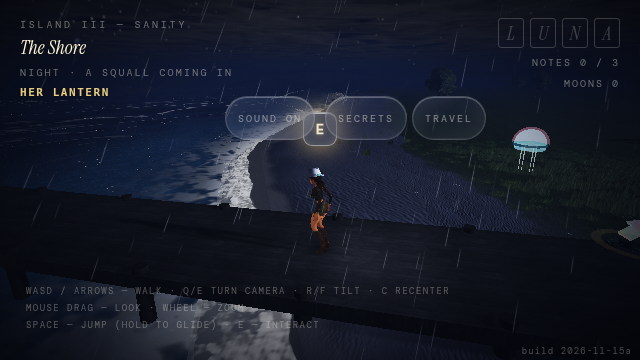 ISLAND III — SANITY
The Shore
NIGHT · A SQUALL COMING IN
HER LANTERN
L U N A
NOTES 0 / 3
MOONS 0
SOUND ON
E
SECRETS
TRAVEL
WASD / ARROWS — WALK · Q/E TURN CAMERA · R/F TILT · C RECENTER
MOUSE DRAG — LOOK · WHEEL — ZOOM
SPACE — JUMP (HOLD TO GLIDE) · E — INTERACT
build 2026-11-15a